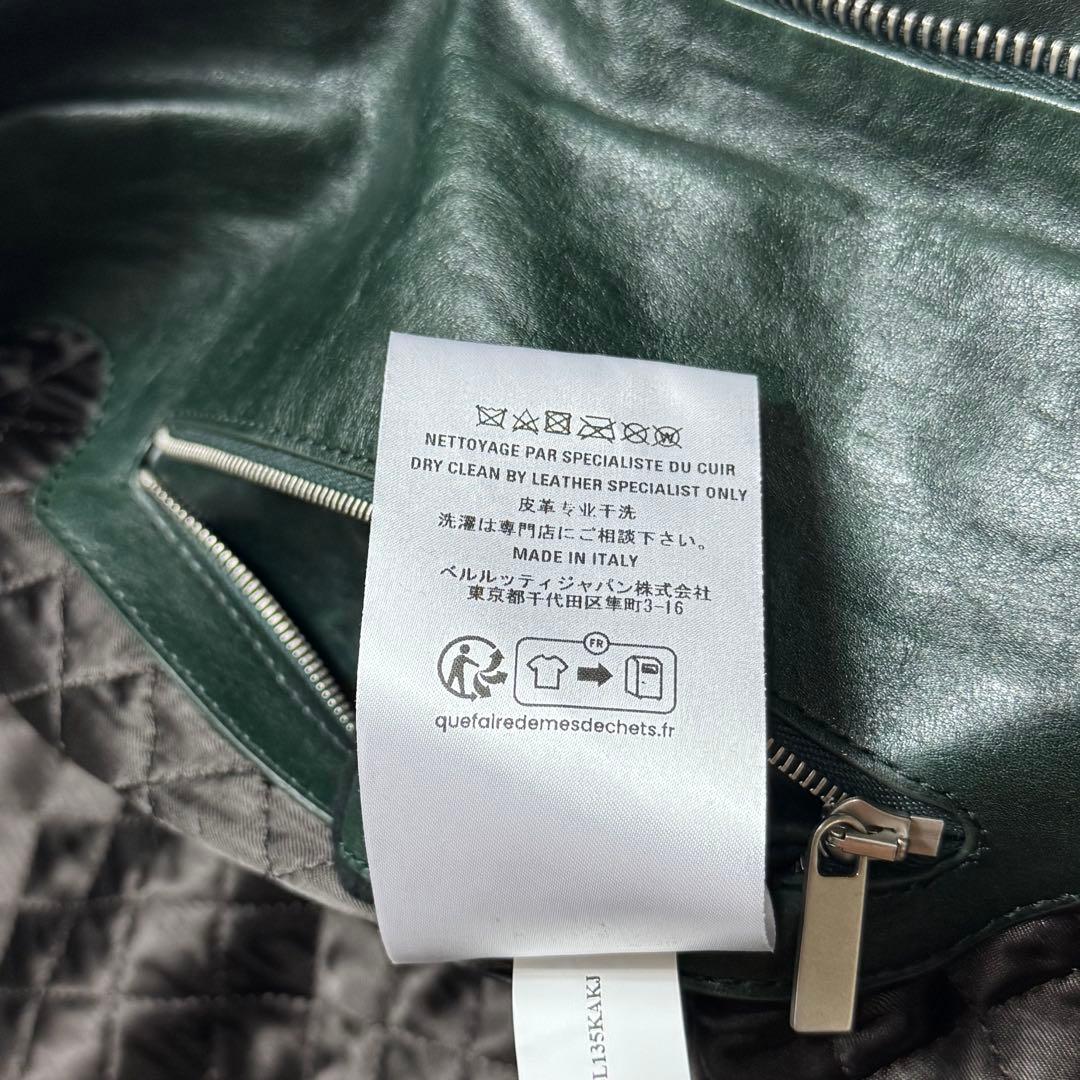 NETTOYAGE PAR SPECIALISTE DU CUIR
DRY CLEAN BY LEATHER SPECIALIST ONLY
皮革专业干洗
洗濯は専門店にご相談下さい。
MADE IN ITALY
ベルルッティジャパン株式会社
東京都千代田区隼町3-16
FR
quefairedemesdechets.fr
L135KAKJ